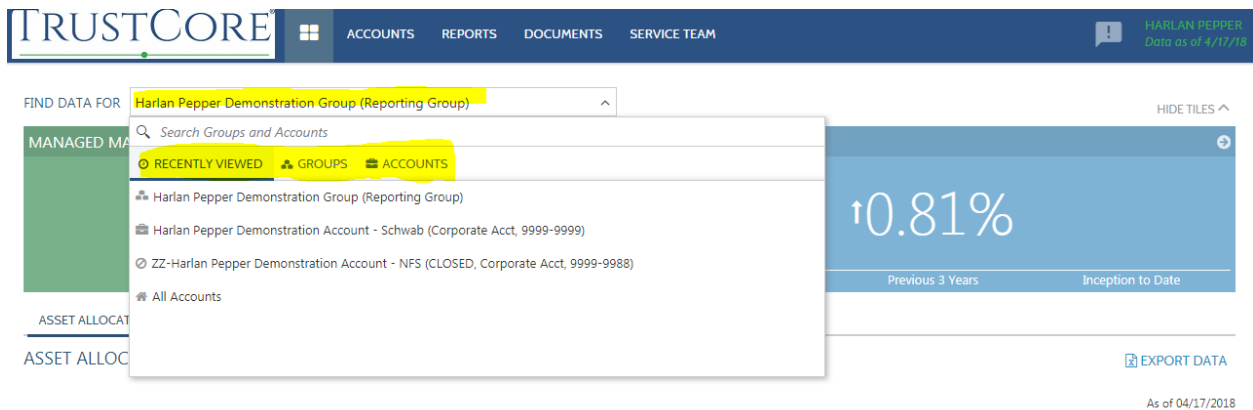 TRUSTCORE®
ACCOUNTS REPORTS DOCUMENTS SERVICE TEAM
HARLAN PEPPER
Data as of 4/17/18
FIND DATA FOR Harlan Pepper Demonstration Group (Reporting Group)
HIDE TILES
Search Groups and Accounts
MANAGED MA
RECENTLY VIEWED GROUPS ACCOUNTS
Harlan Pepper Demonstration Group (Reporting Group)
0.81%
Harlan Pepper Demonstration Account - Schwab (Corporate Acct, 9999-9999)
ZZ-Harlan Pepper Demonstration Account - NFS (CLOSED, Corporate Acct, 9999-9988)
Previous 3 Years Inception to Date
All Accounts
ASSET ALLOCAT
ASSET ALLOC
EXPORT DATA
As of 04/17/2018